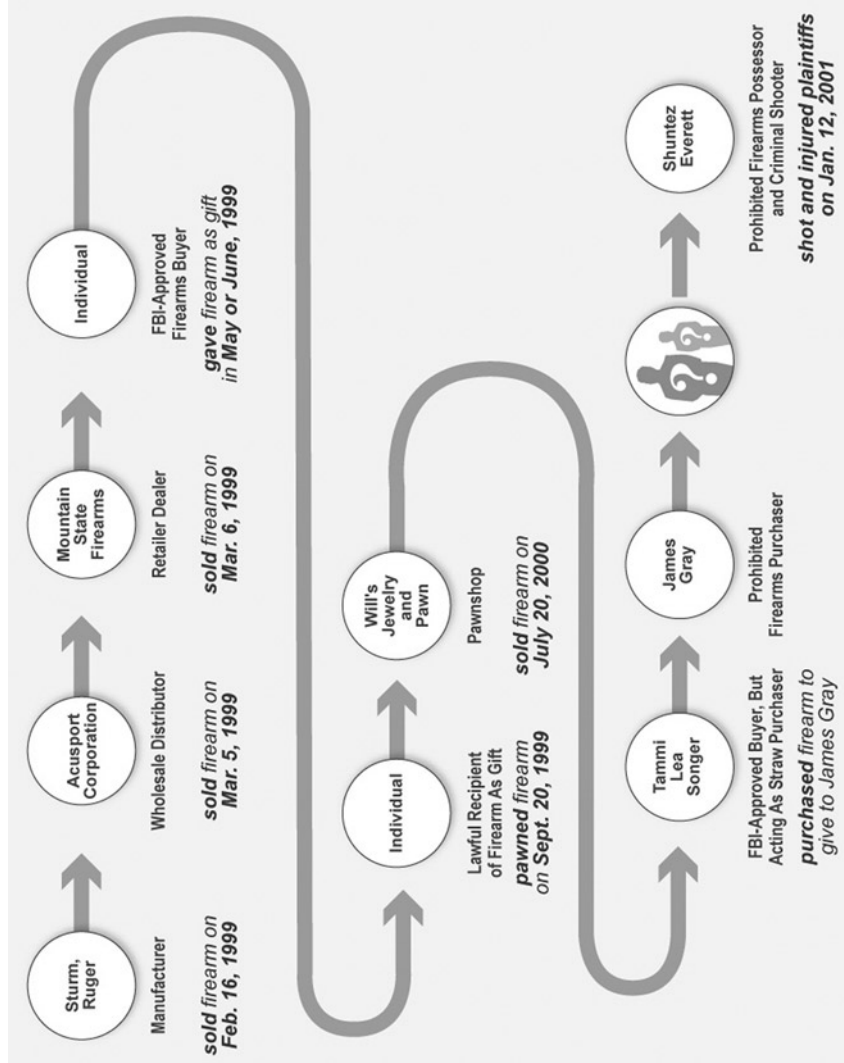 Sturm,
Ruger
Manufacturer
sold firearm on
Feb. 16, 1999
Acusport
Corporation
Wholesale Distributor
sold firearm on
Mar. 5, 1999
Mountain
State
Firearms
Retailer Dealer
sold firearm on
Mar. 6, 1999
Individual
FBI-Approved
Firearms Buyer
gave firearm as gift
in May or June, 1999
Individual
Lawful Recipient
of Firearm As Gift
pawned firearm
on Sept. 20, 1999
Will's
Jewelry
and
Pawn
Pawnshop
sold firearm on
July 20, 2000
Tammi
Lea
Songer
FBI-Approved Buyer, But
Acting As Straw Purchaser
purchased firearm to
give to James Gray
James
Gray
Prohibited
Firearms Purchaser
?
?
Shuntez
Everett
Prohibited Firearms Possessor
and Criminal Shooter
shot and injured plaintiffs
on Jan. 12, 2001